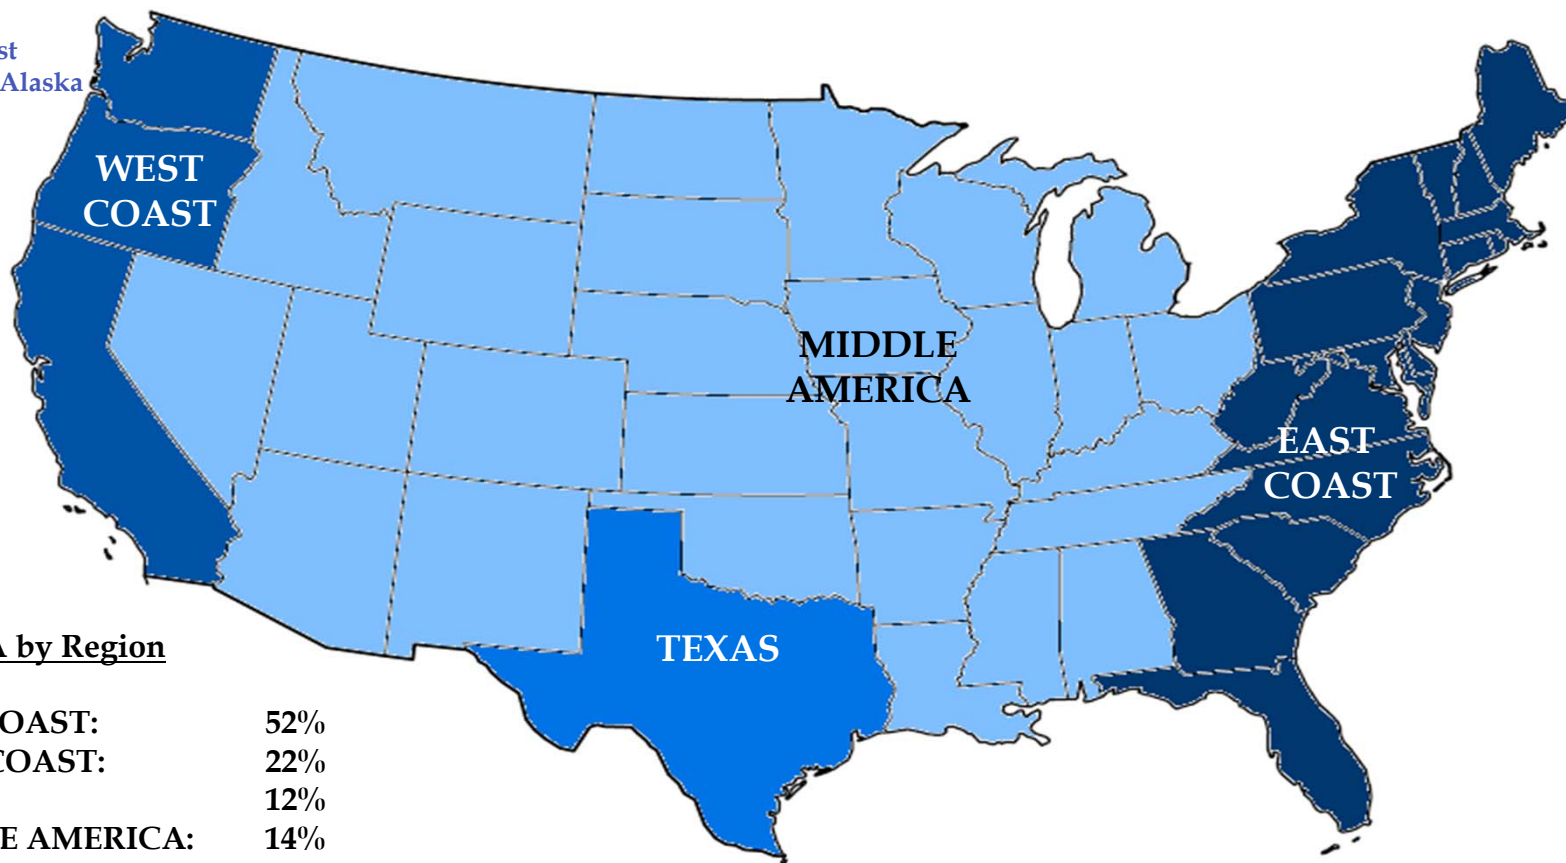 st
Alaska
WEST
COAST
MIDDLE
AMERICA
EAST
COAST
TEXAS
A by Region
OAST: 52%
COAST: 22%
12%
E AMERICA: 14%